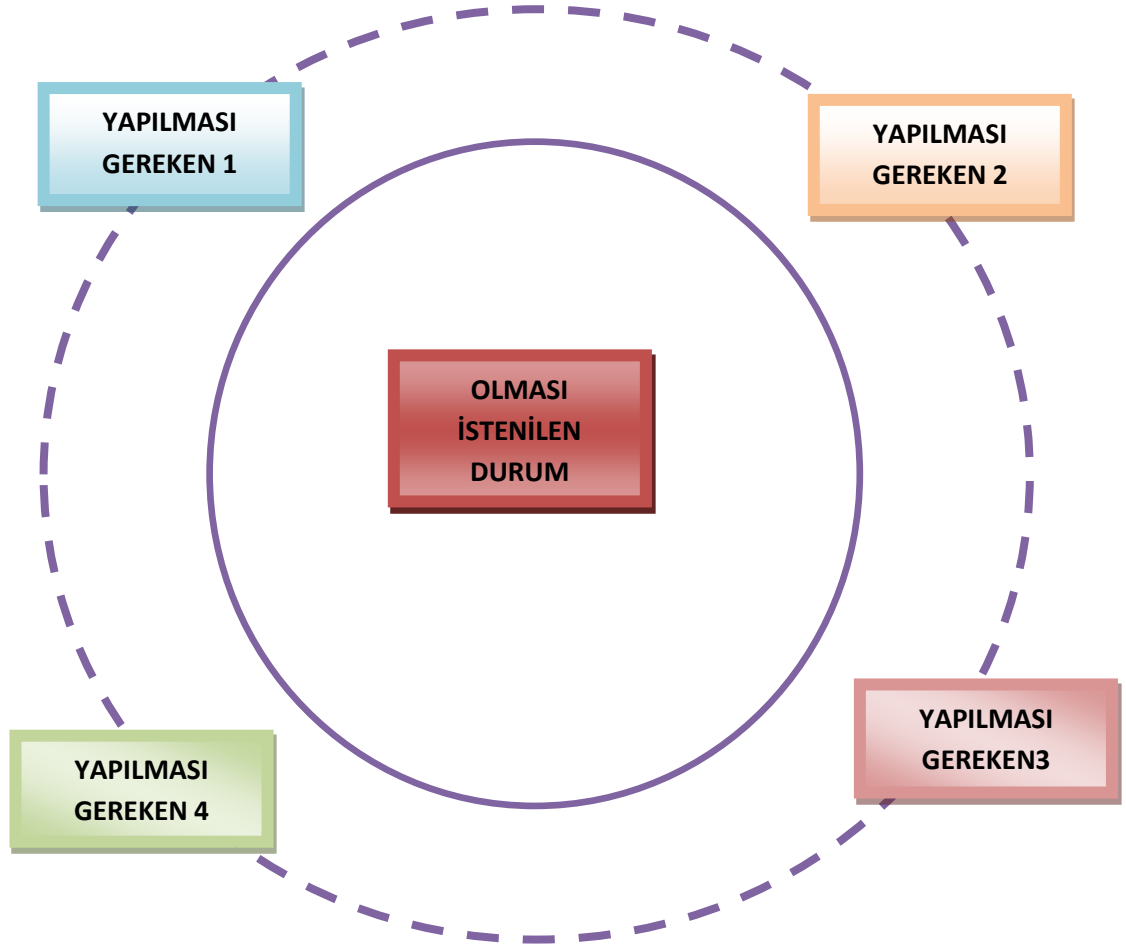 YAPILMASI
GEREKEN 1
YAPILMASI
GEREKEN 2
OLMASI
İSTENİLEN
DURUM
YAPILMASI
GEREKEN3
YAPILMASI
GEREKEN 4